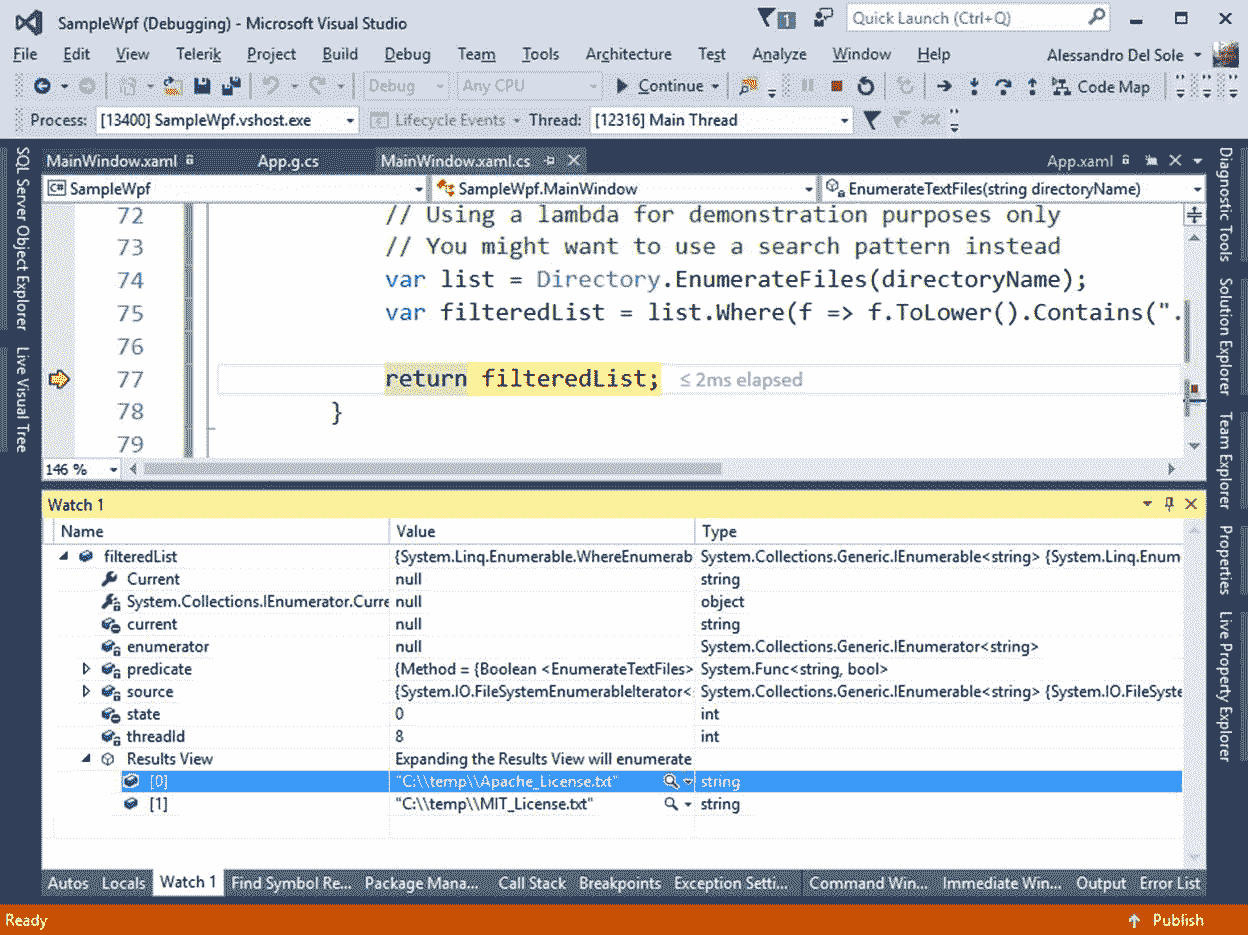 SampleWpf (Debugging) - Microsoft Visual Studio
1
Quick Launch (Ctrl+Q)
File Edit View Telerik Project Build Debug Team Tools Architecture Test Analyze Window Help Alessandro Del Sole
Debug Any CPU Continue Code Map
Process: [13400] SampleWpf.vshost.exe Lifecycle Events Thread: [12316] Main Thread
SQL Server Object Explorer
Live Visual Tree
MainWindow.xaml App.g.cs MainWindow.xaml.cs App.xaml
C# SampleWpf SampleWpf.MainWindow EnumerateTextFiles(string directoryName)
72 // Using a lambda for demonstration purposes only
73 // You might want to use a search pattern instead
74 var list = Directory.EnumerateFiles(directoryName);
75 var filteredList = list.Where(f => f.ToLower().Contains(".
76
77 return filteredList; ≤ 2ms elapsed
78 }
79
146 %
Watch 1
Name Value Type
filteredList {System.Linq.Enumerable.WhereEnumerab System.Collections.Generic.IEnumerable<string> {System.Linq.Enum
Current null string
System.Collections.IEnumerator.Curre null object
current null string
enumerator null System.Collections.Generic.IEnumerator<string>
predicate {Method = {Boolean <EnumerateTextFiles> System.Func<string, bool>
source {System.IO.FileSystemEnumerableIterator< System.Collections.Generic.IEnumerable<string> {System.IO.FileSyste
state 0 int
threadId 8 int
Results View Expanding the Results View will enumerate
[0] "C:\\temp\\Apache_License.txt" string
[1] "C:\\temp\\MIT_License.txt" string
Autos Locals Watch 1 Find Symbol Re... Package Mana... Call Stack Breakpoints Exception Setti... Command Win... Immediate Win... Output Error List
Diagnostic Tools
Solution Explorer
Team Explorer
Properties
Live Property Explorer
Ready Publish